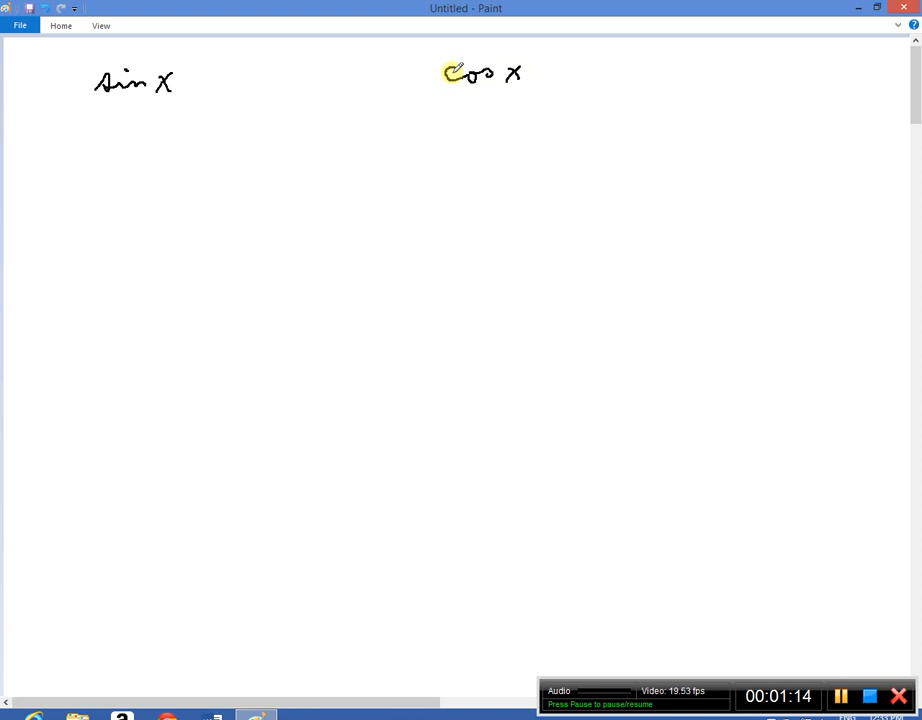 Untitled - Paint
File Home View
sin x cos x
Audio Video: 19.53 fps
Press Pause to pause/resume
00:01:14